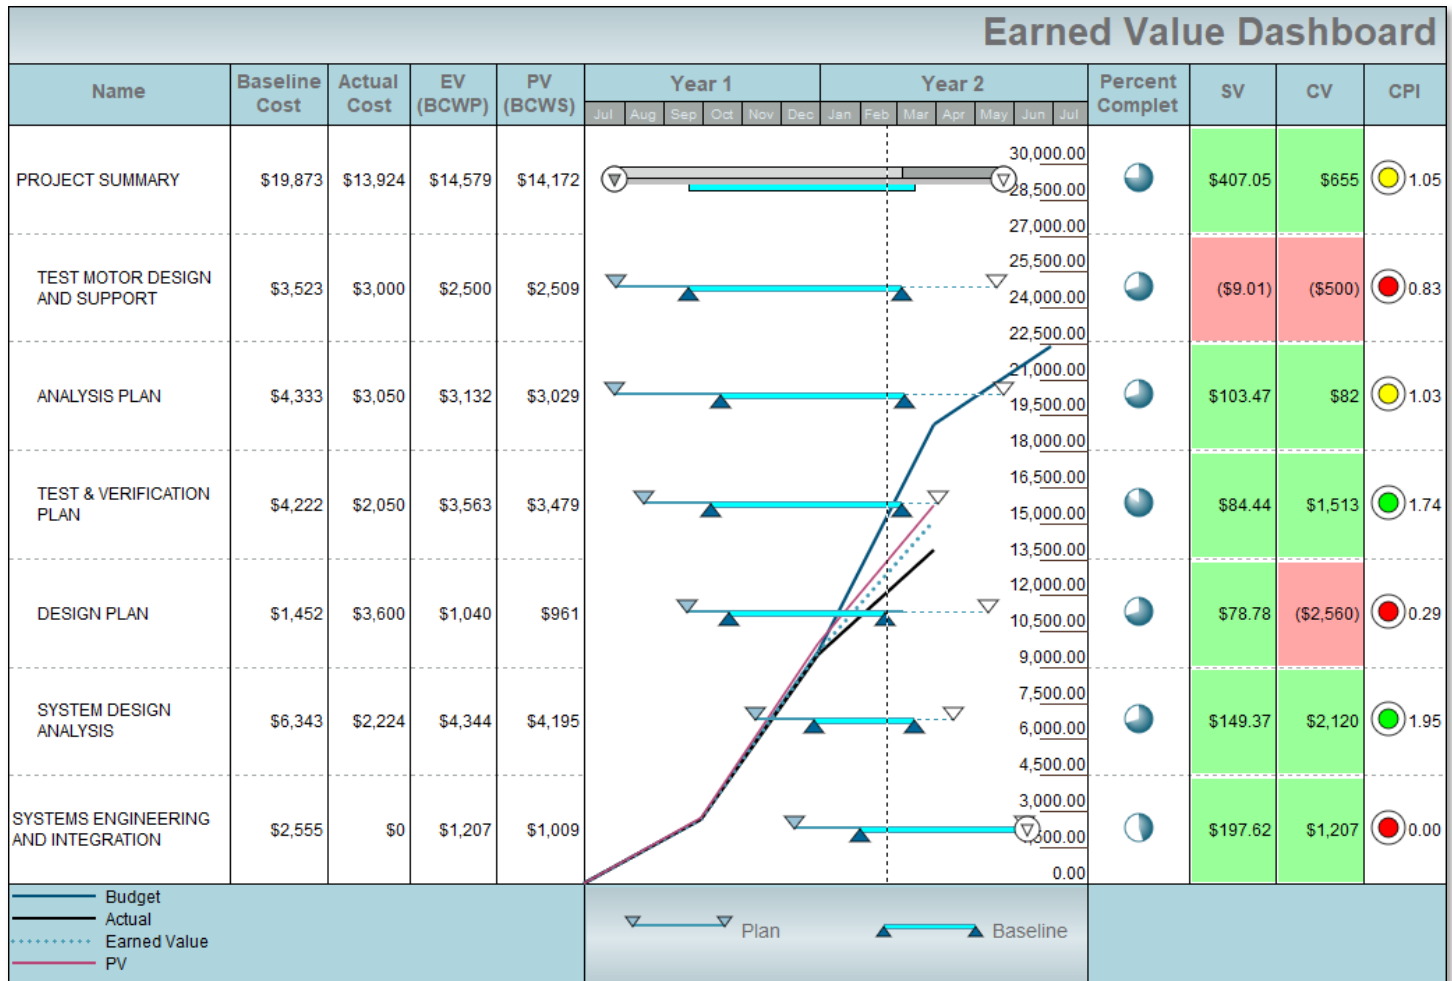 Earned Value Dashboard
Name
Baseline Cost
Actual Cost
EV (BCWP)
PV (BCWS)
Year 1
Year 2
Jul Aug Sep Oct Nov Dec Jan Feb Mar Apr May Jun Jul
Percent Complet
SV
CV
CPI
PROJECT SUMMARY $19,873 $13,924 $14,579 $14,172 $407.05 $655 1.05
TEST MOTOR DESIGN
AND SUPPORT
$3,523 $3,000 $2,500 $2,509 ($9.01) ($500) 0.83
ANALYSIS PLAN $4,333 $3,050 $3,132 $3,029 $103.47 $82 1.03
TEST & VERIFICATION
PLAN
$4,222 $2,050 $3,563 $3,479 $84.44 $1,513 1.74
DESIGN PLAN $1,452 $3,600 $1,040 $961 $78.78 ($2,560) 0.29
SYSTEM DESIGN
ANALYSIS
$6,343 $2,224 $4,344 $4,195 $149.37 $2,120 1.95
SYSTEMS ENGINEERING
AND INTEGRATION
$2,555 $0 $1,207 $1,009 $197.62 $1,207 0.00
30,000.00
28,500.00
27,000.00
25,500.00
24,000.00
22,500.00
21,000.00
19,500.00
18,000.00
16,500.00
15,000.00
13,500.00
12,000.00
10,500.00
9,000.00
7,500.00
6,000.00
4,500.00
3,000.00
0.00
Budget
Actual
Earned Value
PV
Plan
Baseline